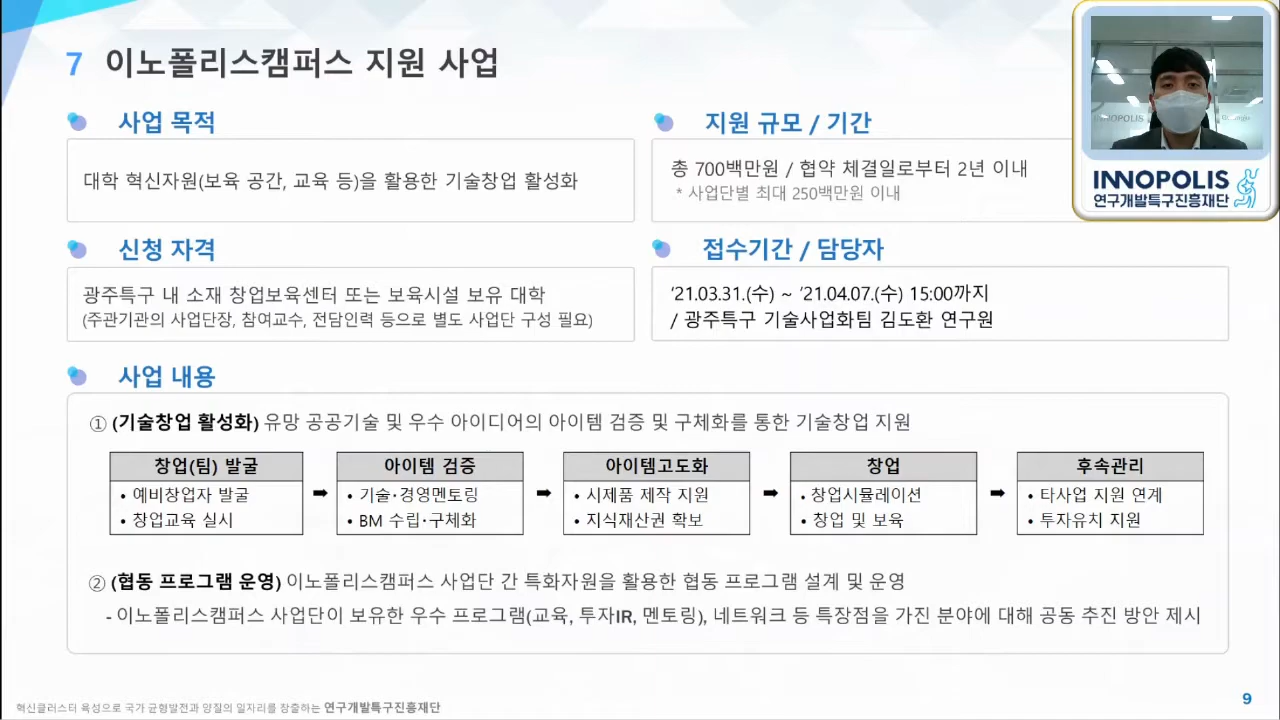 7 이노폴리스캠퍼스 지원 사업
사업 목적
대학 혁신자원(보육 공간, 교육 등)을 활용한 기술창업 활성화
지원 규모 / 기간
총 700백만원 / 협약 체결일로부터 2년 이내
* 사업단별 최대 250백만원 이내
INNOPOLIS
INNOPOLIS
연구개발특구진흥재단
신청 자격
광주특구 내 소재 창업보육센터 또는 보육시설 보유 대학
(주관기관의 사업단장, 참여교수, 전담인력 등으로 별도 사업단 구성 필요)
접수기간 / 담당자
‘21.03.31.(수) ~ ’21.04.07.(수) 15:00까지
/ 광주특구 기술사업화팀 김도환 연구원
사업 내용
① (기술창업 활성화) 유망 공공기술 및 우수 아이디어의 아이템 검증 및 구체화를 통한 기술창업 지원
창업(팀) 발굴
• 예비창업자 발굴
• 창업교육 실시
➡
아이템 검증
• 기술·경영멘토링
• BM 수립·구체화
➡
아이템고도화
• 시제품 제작 지원
• 지식재산권 확보
➡
창업
• 창업시뮬레이션
• 창업 및 보육
➡
후속관리
• 타사업 지원 연계
• 투자유치 지원
② (협동 프로그램 운영) 이노폴리스캠퍼스 사업단 간 특화자원을 활용한 협동 프로그램 설계 및 운영
- 이노폴리스캠퍼스 사업단이 보유한 우수 프로그램(교육, 투자IR, 멘토링), 네트워크 등 특장점을 가진 분야에 대해 공동 추진 방안 제시
혁신클러스터 육성으로 국가 균형발전과 양질의 일자리를 창출하는 연구개발특구진흥재단
9